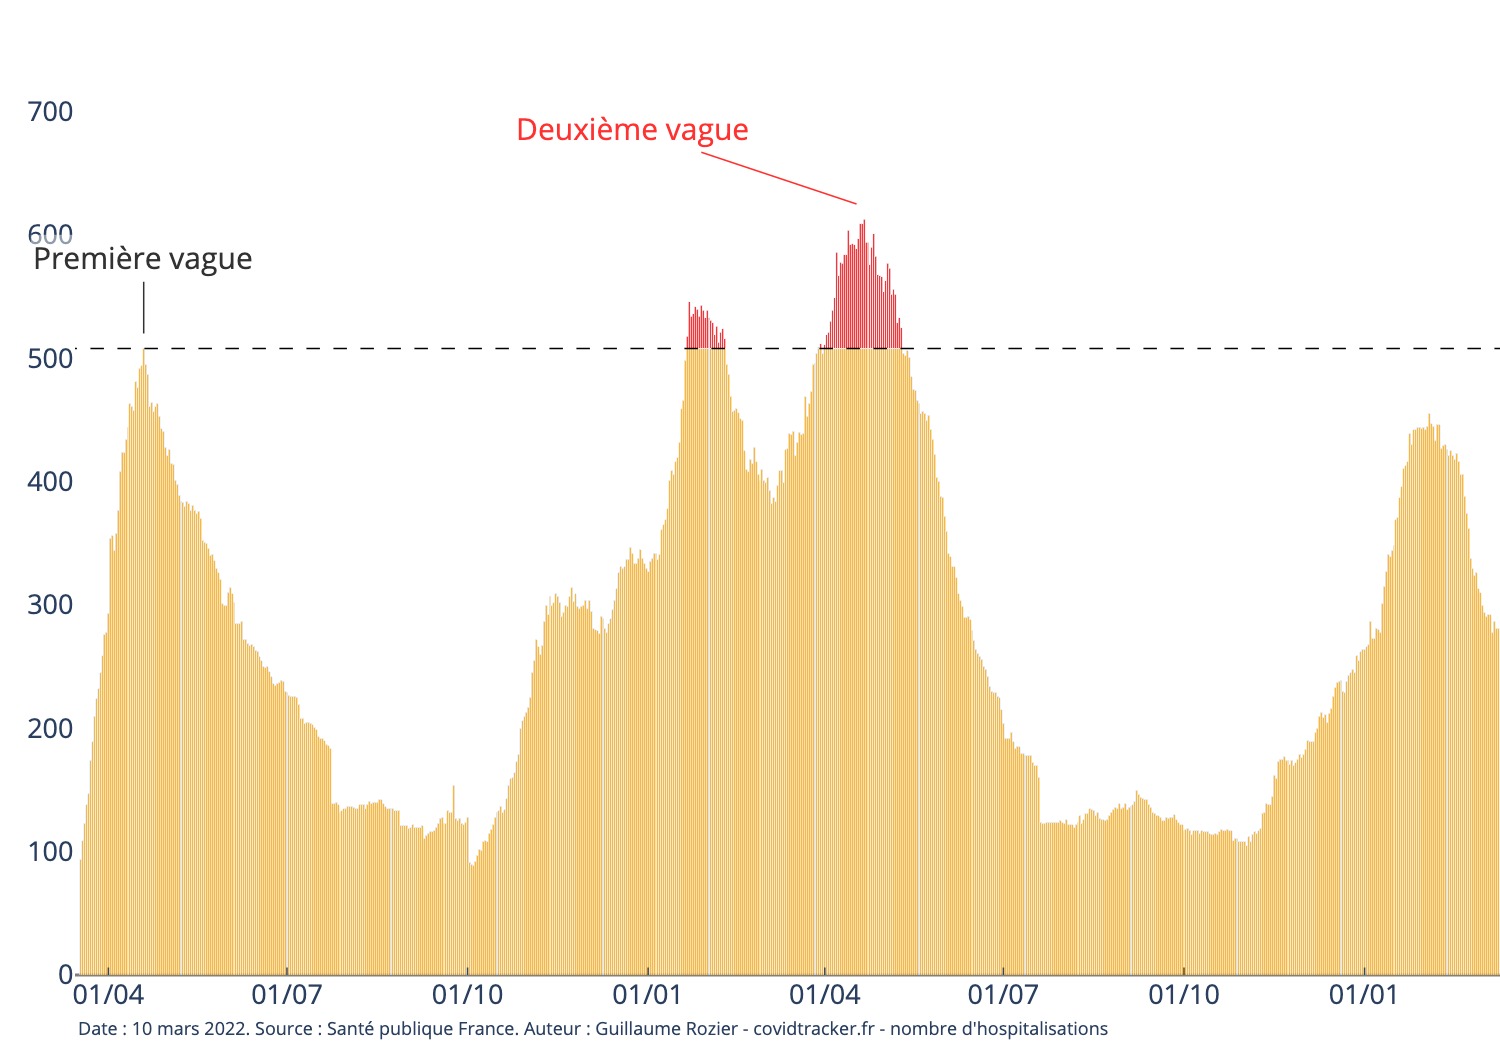 700
Deuxième vague
600
Première vague
500
400
300
200
100
0
01/04 01/07 01/10 01/01 01/04 01/07 01/10 01/01
Date : 10 mars 2022. Source : Santé publique France. Auteur : Guillaume Rozier - covidtracker.fr - nombre d'hospitalisations